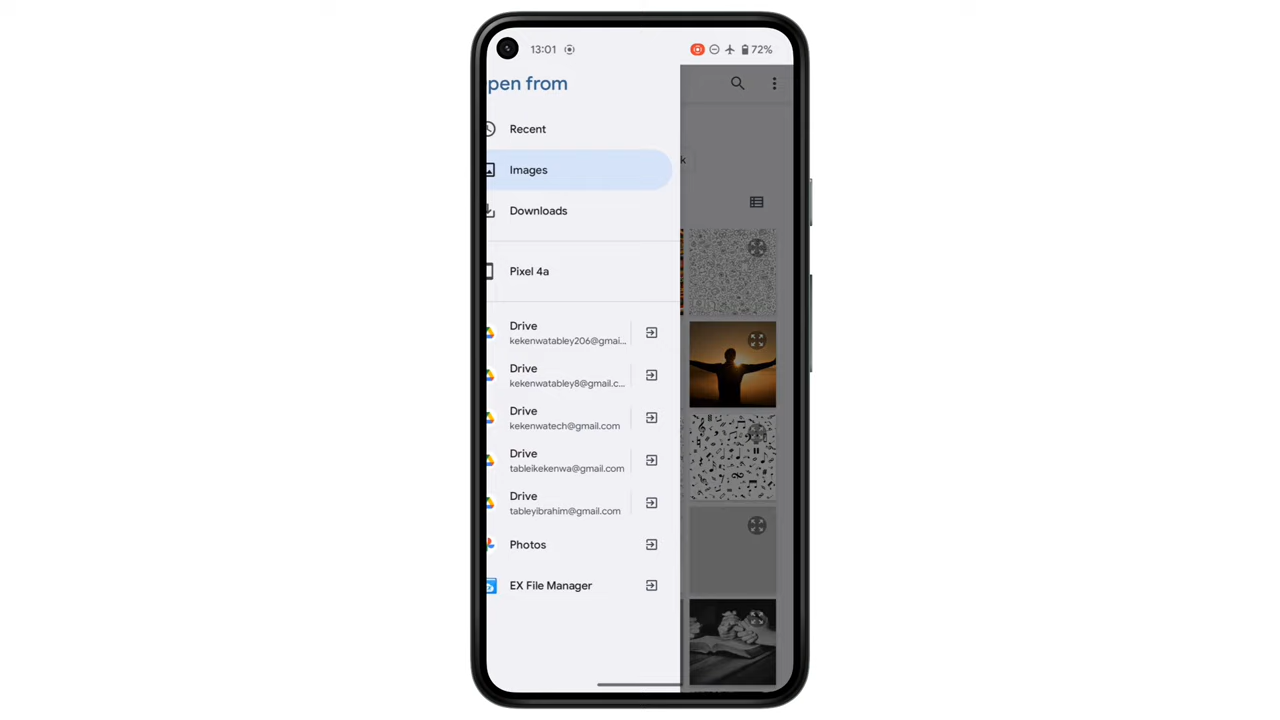 13:01
72%
pen from
Recent
Images
k
Downloads
Pixel 4a
Drive
kekenwatabley206@gmai...
Drive
kekenwatabley8@gmail.c...
Drive
kekenwatech@gmail.com
Drive
tableikekenwa@gmail.com
Drive
tableyibrahim@gmail.com
Photos
EX File Manager